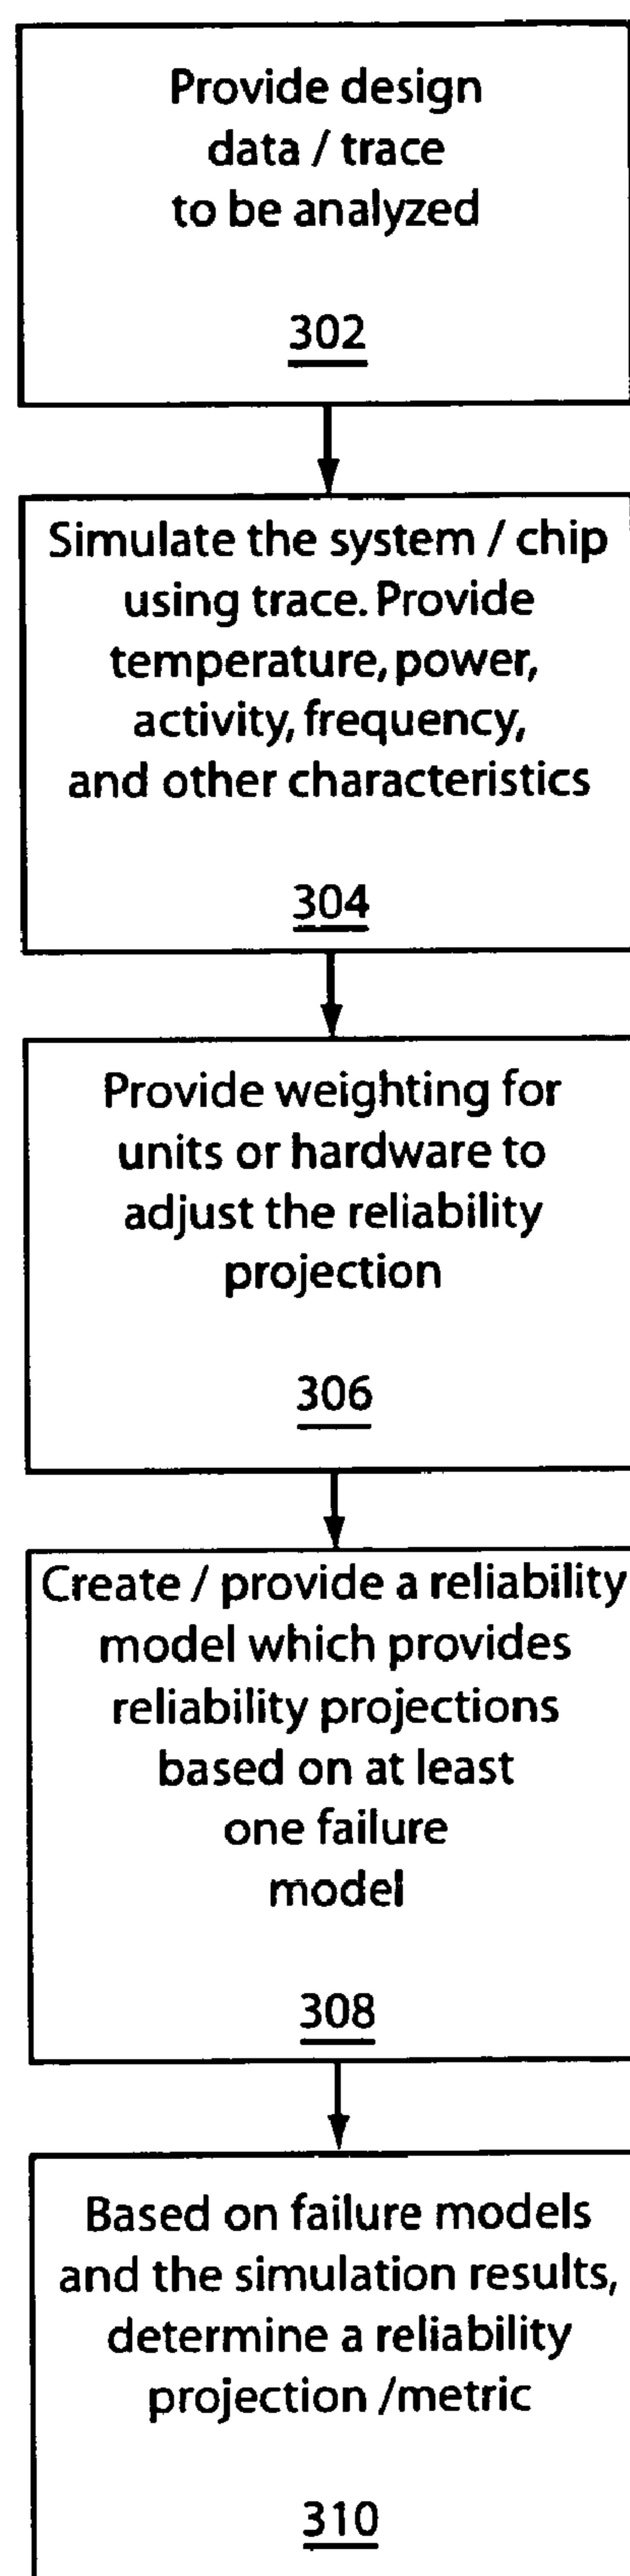 Provide design
data / trace
to be analyzed
302
Simulate the system / chip
using trace. Provide
temperature, power,
activity, frequency,
and other characteristics
304
Provide weighting for
units or hardware to
adjust the reliability
projection
306
Create / provide a reliability
model which provides
reliability projections
based on at least
one failure
model
308
Based on failure models
and the simulation results,
determine a reliability
projection /metric
310